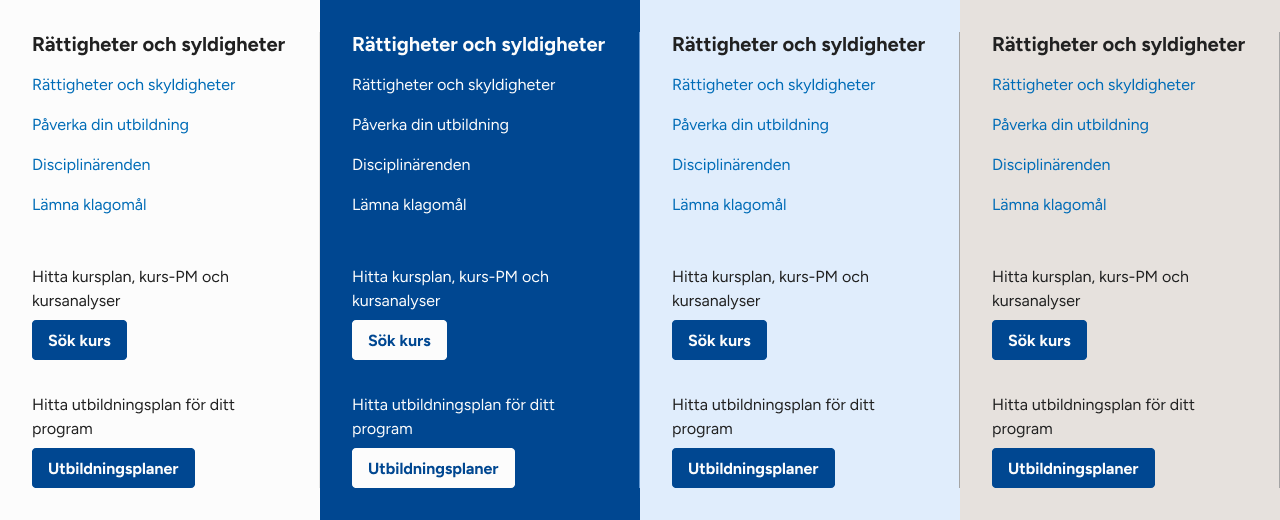 Rättigheter och syldigheter
Rättigheter och skyldigheter
Påverka din utbildning
Disciplinärenden
Lämna klagomål
Hitta kursplan, kurs-PM och
kursanalyser
Sök kurs
Hitta utbildningsplan för ditt
program
Utbildningsplaner
Rättigheter och syldigheter
Rättigheter och skyldigheter
Påverka din utbildning
Disciplinärenden
Lämna klagomål
Hitta kursplan, kurs-PM och
kursanalyser
Sök kurs
Hitta utbildningsplan för ditt
program
Utbildningsplaner
Rättigheter och syldigheter
Rättigheter och skyldigheter
Påverka din utbildning
Disciplinärenden
Lämna klagomål
Hitta kursplan, kurs-PM och
kursanalyser
Sök kurs
Hitta utbildningsplan för ditt
program
Utbildningsplaner
Rättigheter och syldigheter
Rättigheter och skyldigheter
Påverka din utbildning
Disciplinärenden
Lämna klagomål
Hitta kursplan, kurs-PM och
kursanalyser
Sök kurs
Hitta utbildningsplan för ditt
program
Utbildningsplaner